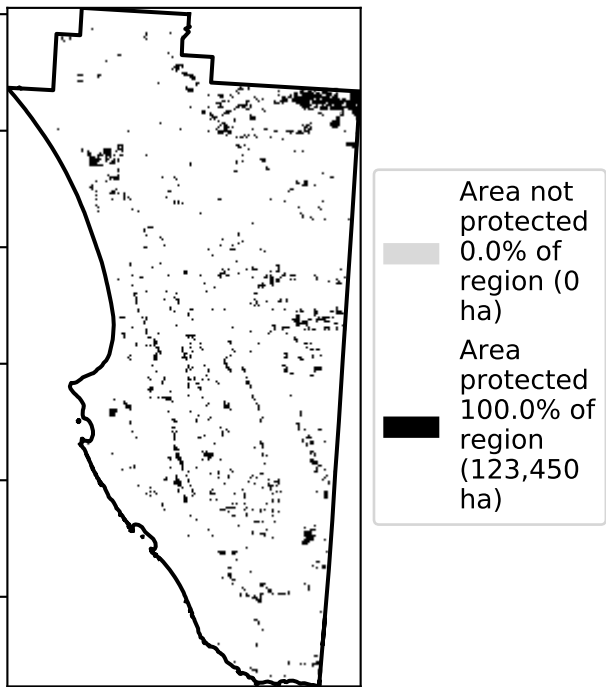 Area not
protected
0.0% of
region (0
ha)
Area
protected
100.0% of
region
(123,450
ha)